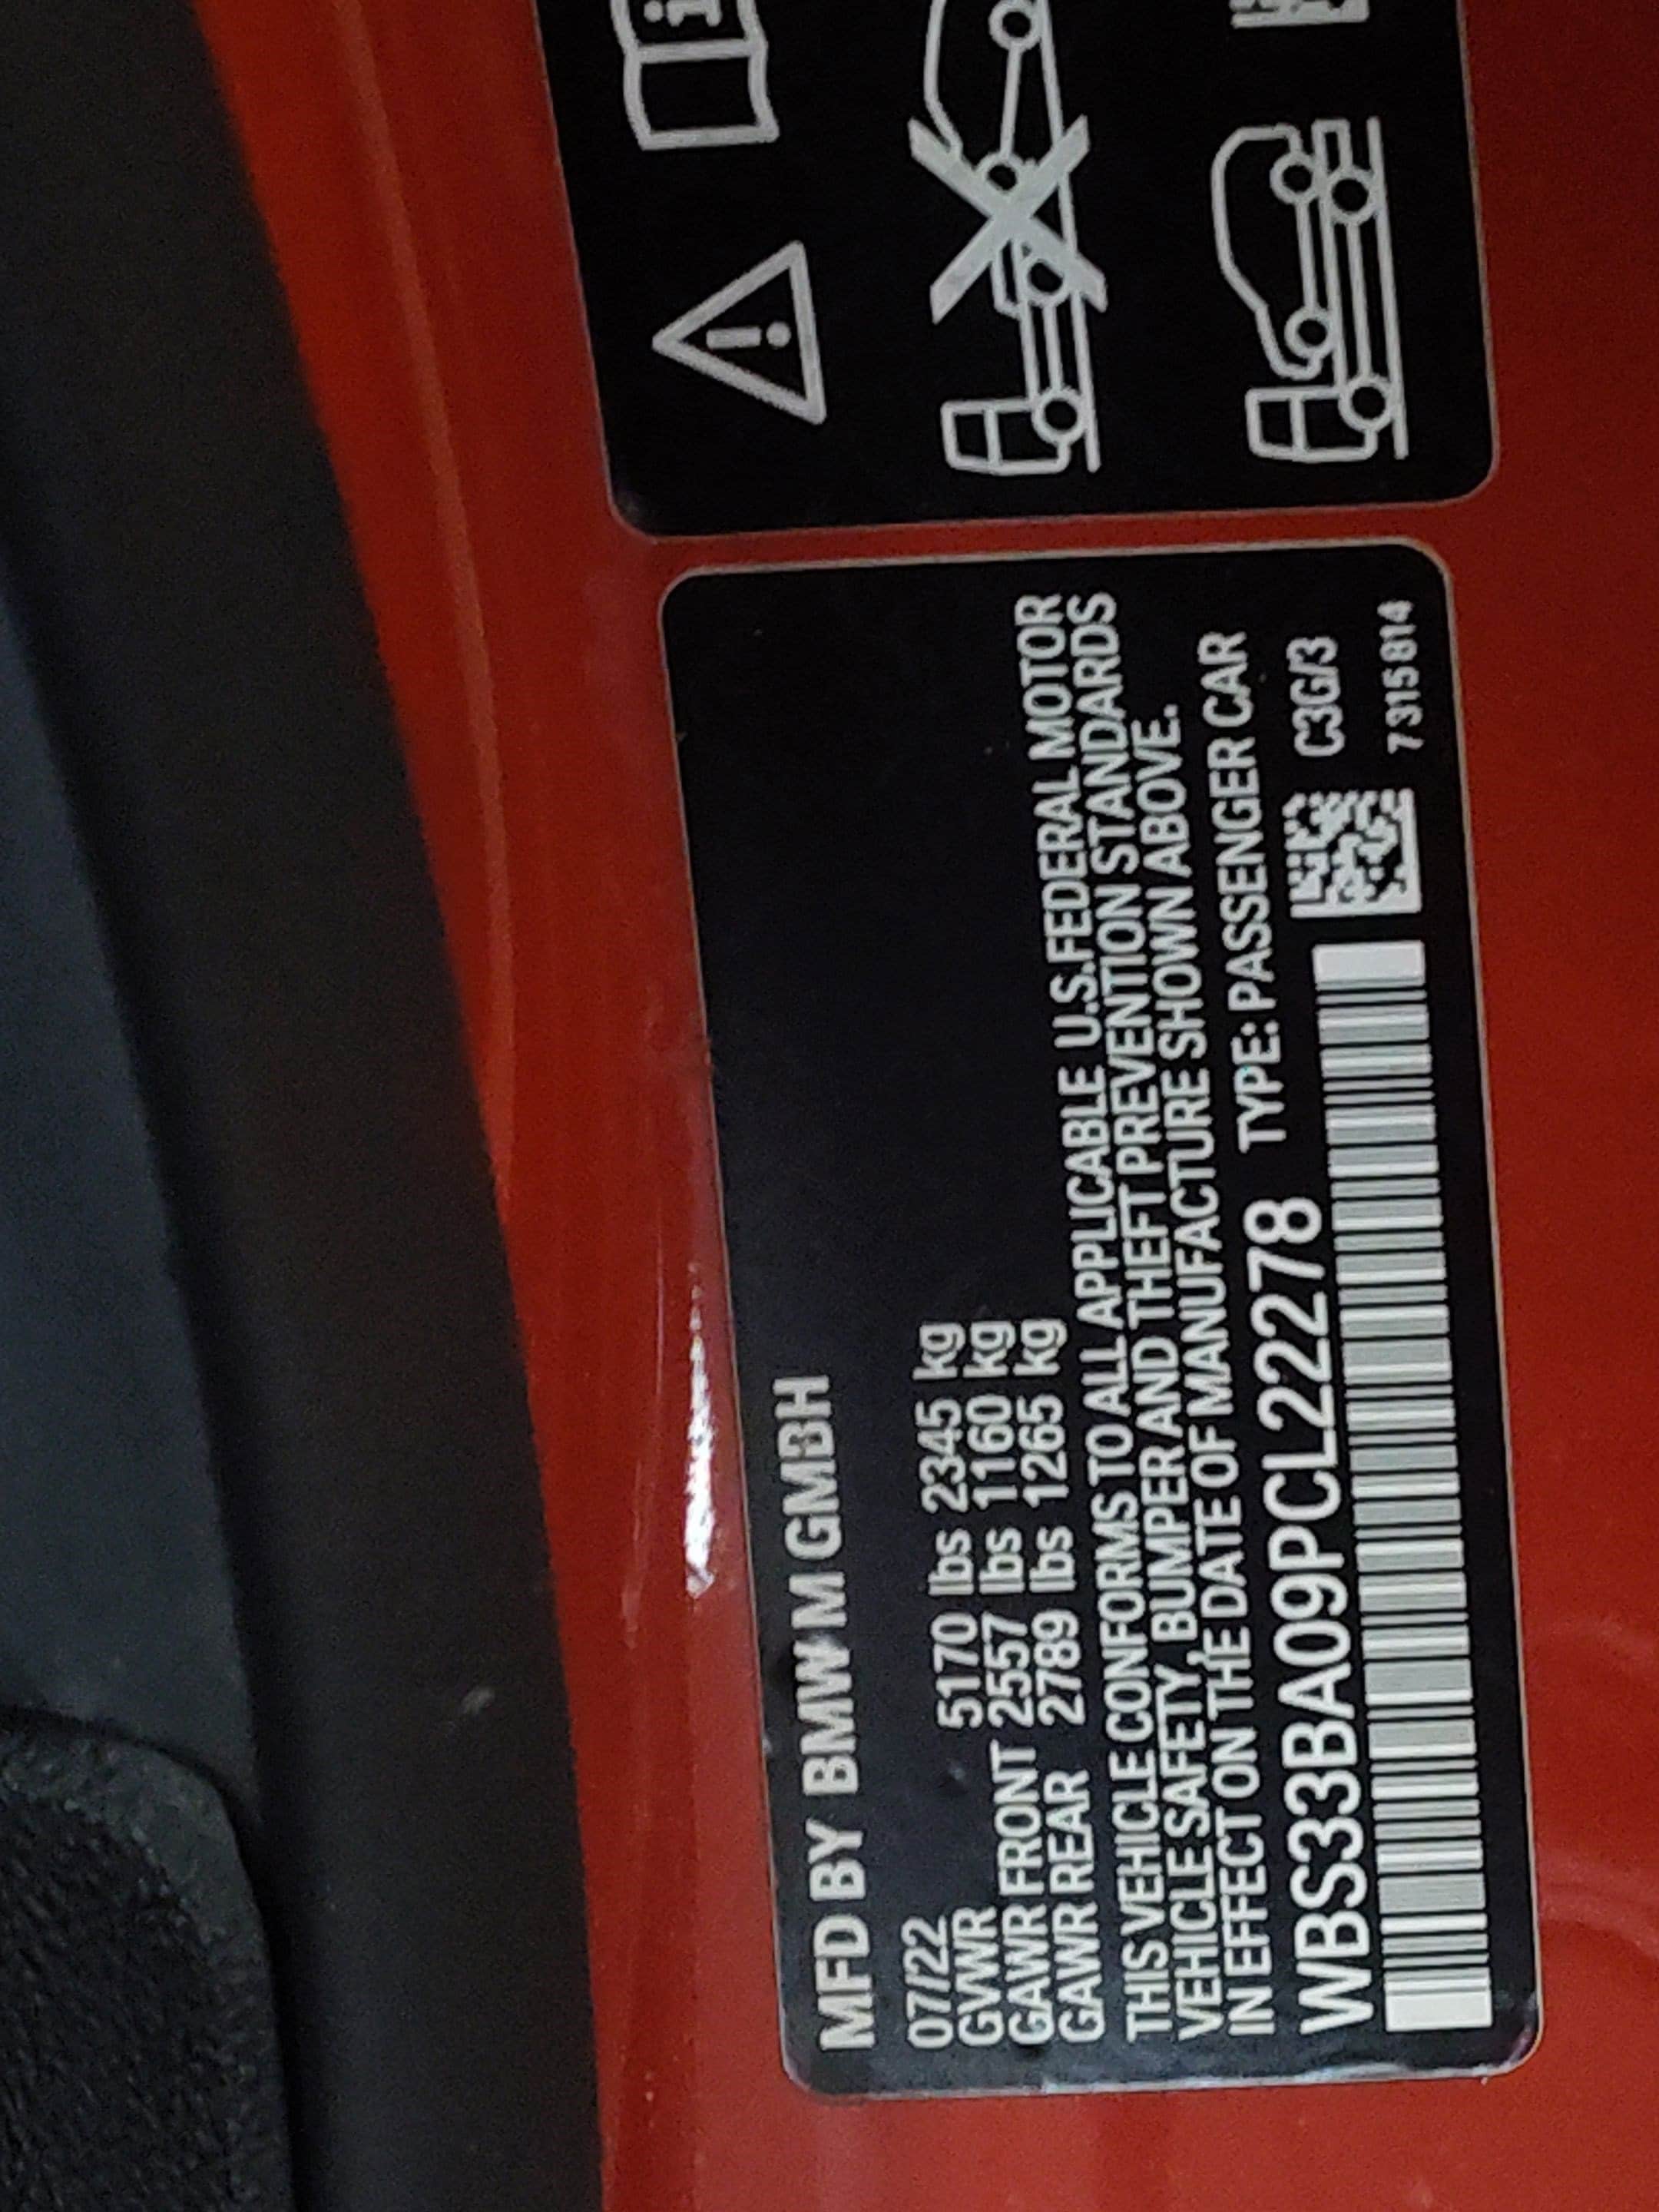 MFD BY BMW M GMBH
07/22
GVWR 5170 lbs 2345 kg
GAWR FRONT 2557 lbs 1160 kg
GAWR REAR 2789 lbs 1265 kg
THIS VEHICLE CONFORMS TO ALL APPLICABLE U.S.FEDERAL MOTOR
VEHICLE SAFETY, BUMPER AND THEFT PREVENTION STANDARDS
IN EFFECT ON THE DATE OF MANUFACTURE SHOWN ABOVE.
WBS33BA09PCL22278 TYPE: PASSENGER CAR
C3G/3
7315814